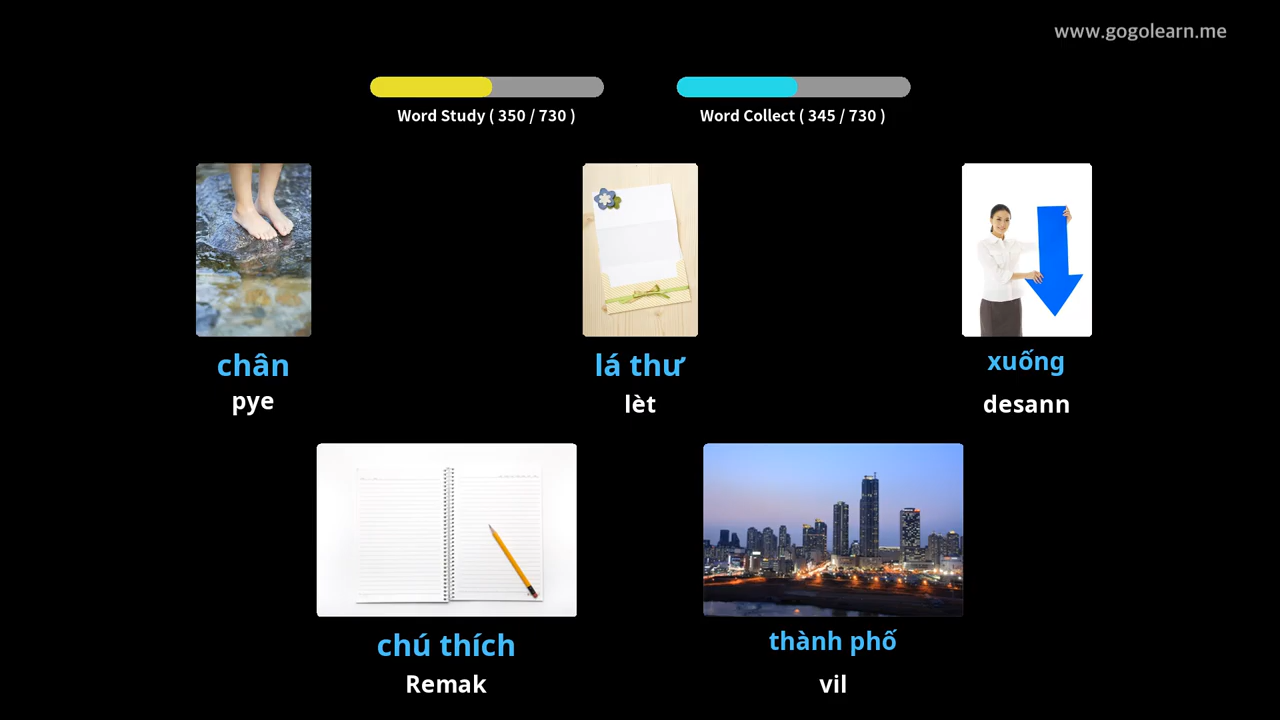 www.gogolearn.me
Word Study ( 350 / 730 )
Word Collect ( 345 / 730 )
chân
pye
lá thư
lèt
xuống
desann
chú thích
Remak
thành phố
vil